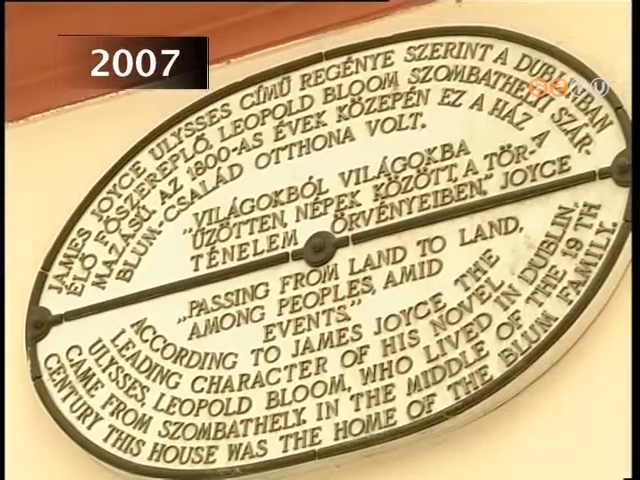 2007
JAMES JOYCE ULYSSES CÍMŰ REGÉNYE SZERINT A DUBLINBAN
ÉLŐ FŐSZEREPLŐ, LEOPOLD BLOOM SZOMBATHELYI SZÁR-
MAZÁSÚ. AZ 1800-AS ÉVEK KÖZEPÉN EZ A HÁZ A
BLUM-CSALÁD OTTHONA VOLT.
„VILÁGOKBÓL VILÁGOKBA
ŰZÖTTEN, NÉPEK KÖZÖTT, A TÖR-
TÉNELEM ÖRVÉNYEIBEN." JOYCE
„PASSING FROM LAND TO LAND,
AMONG PEOPLES, AMID
EVENTS."
ACCORDING TO JAMES JOYCE THE
LEADING CHARACTER OF HIS NOVEL
ULYSSES, LEOPOLD BLOOM, WHO LIVED IN DUBLIN,
CAME FROM SZOMBATHELY. IN THE MIDDLE OF THE 19 TH
CENTURY THIS HOUSE WAS THE HOME OF THE BLUM FAMILY.